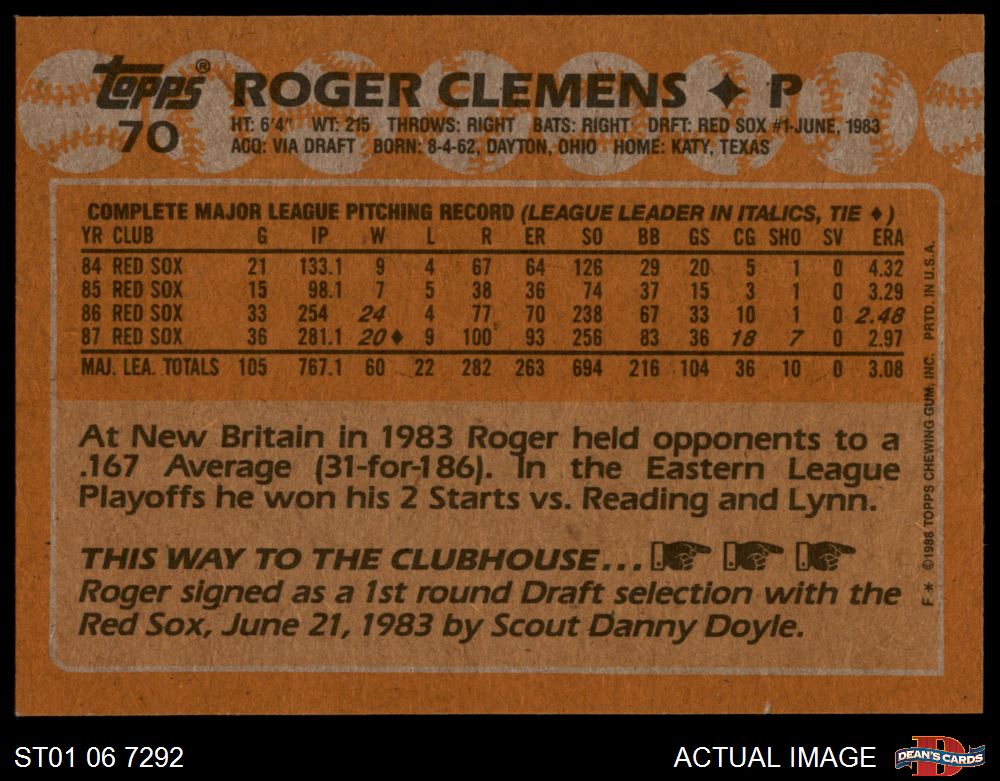 topps® ROGER CLEMENS ✦ P
70
HT: 6'4" WT: 215 THROWS: RIGHT BATS: RIGHT DRFT: RED SOX #1-JUNE, 1983
ACQ: VIA DRAFT BORN: 8-4-62, DAYTON, OHIO HOME: KATY, TEXAS
COMPLETE MAJOR LEAGUE PITCHING RECORD (LEAGUE LEADER IN ITALICS, TIE ♦)
YR CLUB G IP W L R ER SO BB GS CG SHO SV ERA
84 RED SOX 21 133.1 9 4 67 64 126 29 20 5 1 0 4.32
85 RED SOX 15 98.1 7 5 38 36 74 37 15 3 1 0 3.29
86 RED SOX 33 254 24 4 77 70 238 67 33 10 1 0 2.48
87 RED SOX 36 281.1 20♦ 9 100 93 256 83 36 18 7 0 2.97
MAJ. LEA. TOTALS 105 767.1 60 22 282 263 694 216 104 36 10 0 3.08
At New Britain in 1983 Roger held opponents to a
.167 Average (31-for-186). In the Eastern League
Playoffs he won his 2 Starts vs. Reading and Lynn.
THIS WAY TO THE CLUBHOUSE...
Roger signed as a 1st round Draft selection with the
Red Sox, June 21, 1983 by Scout Danny Doyle.
F * ©1988 TOPPS CHEWING GUM, INC. PRTD. IN U.S.A.
ST01 06 7292
ACTUAL IMAGE
D
DEAN'S CARDS